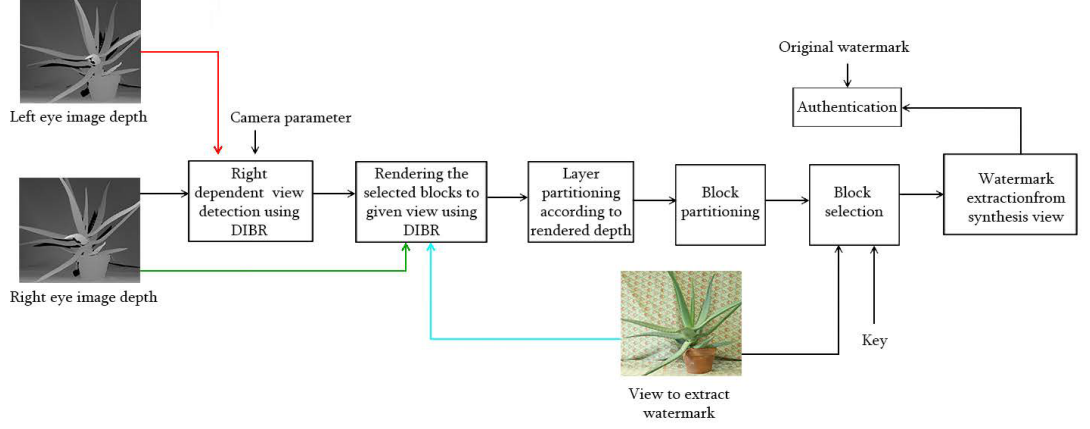 Left eye image depth
Camera parameter
Right eye image depth
Right
dependent view
detection using
DIBR
Rendering the
selected blocks to
given view using
DIBR
Layer
partitioning
according to
rendered depth
Block
partitioning
Block
selection
Original watermark
Authentication
Watermark
extractionfrom
synthesis view
View to extract
watermark
Key